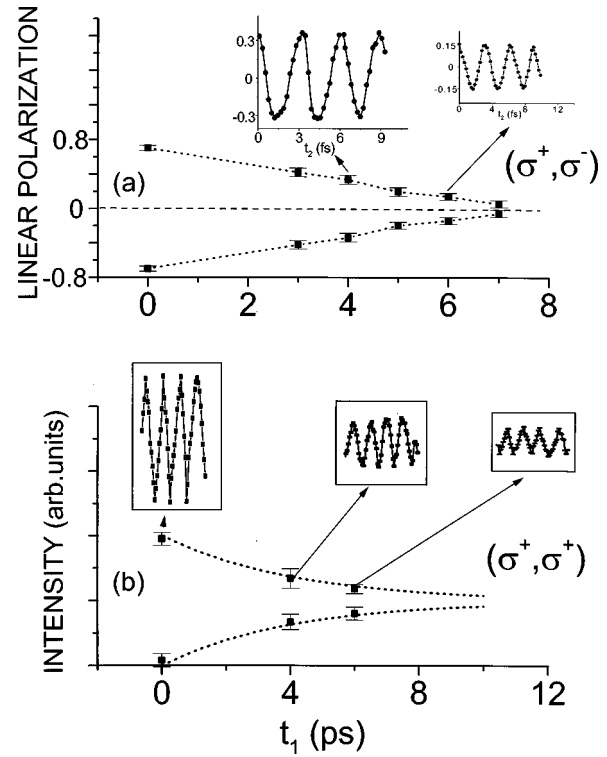 0.3
0
-0.3
0 3 6 9
t2 (fs)
0.15
0
-0.15
0 4 8 12
t2 (fs)
LINEAR POLARIZATION
0.8
0
-0.8
(a)
(σ+,σ-)
0 2 4 6 8
INTENSITY (arb.units)
(b)
(σ+,σ+)
0 4 8 12
t1 (ps)